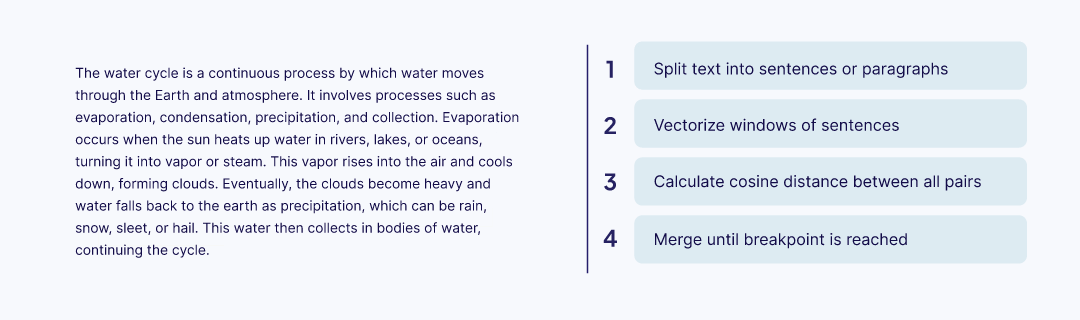 The water cycle is a continuous process by which water moves
through the Earth and atmosphere. It involves processes such as
evaporation, condensation, precipitation, and collection. Evaporation
occurs when the sun heats up water in rivers, lakes, or oceans,
turning it into vapor or steam. This vapor rises into the air and cools
down, forming clouds. Eventually, the clouds become heavy and
water falls back to the earth as precipitation, which can be rain,
snow, sleet, or hail. This water then collects in bodies of water,
continuing the cycle.
1 Split text into sentences or paragraphs
2 Vectorize windows of sentences
3 Calculate cosine distance between all pairs
4 Merge until breakpoint is reached